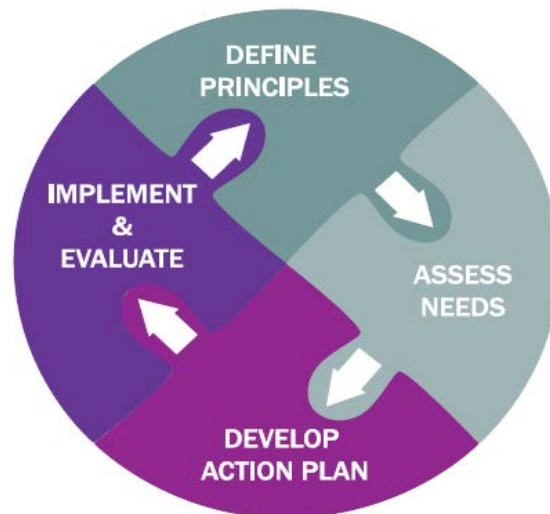 DEFINE
PRINCIPLES
ASSESS
NEEDS
DEVELOP
ACTION PLAN
IMPLEMENT
&
EVALUATE